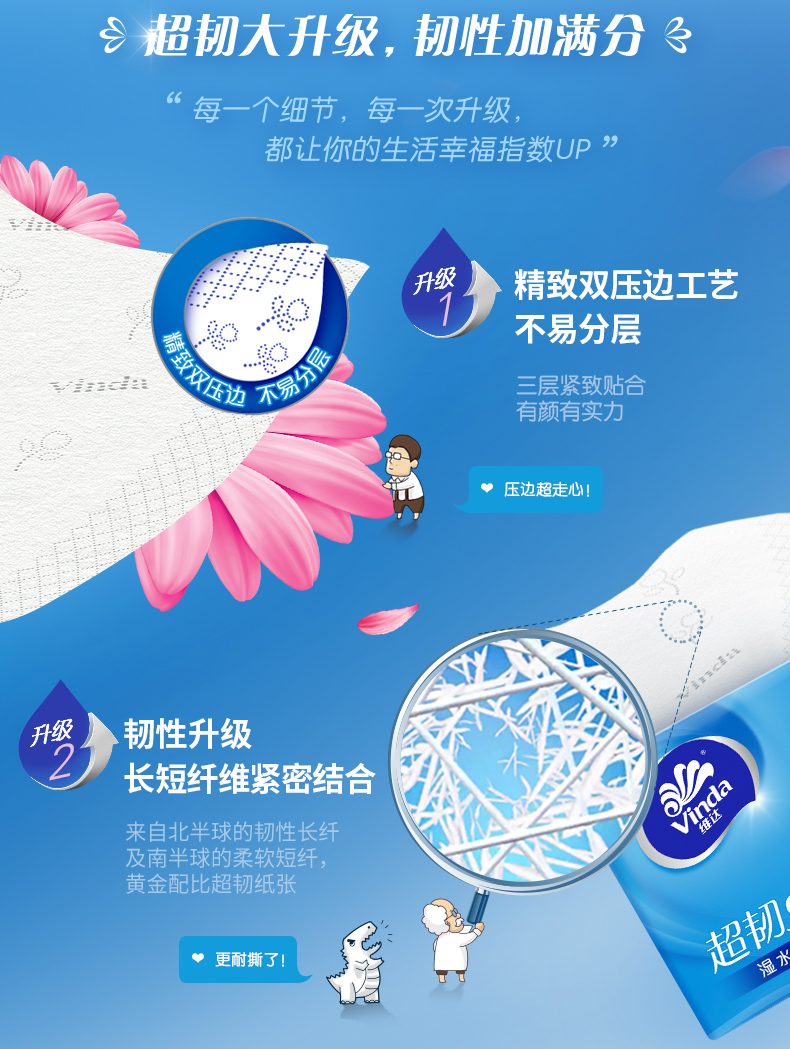 超韧大升级，韧性加满分
“ 每一个细节，每一次升级，
都让你的生活幸福指数UP ”
Vinda
Vinda
精致双压边 不易分层
升级
1
精致双压边工艺
不易分层
三层紧致贴合
有颜有实力
压边超走心！
Vinda
升级
2
韧性升级
长短纤维紧密结合
来自北半球的韧性长纤
及南半球的柔软短纤，
黄金配比超韧纸张
Vinda
®
维达
超韧
湿水
更耐撕了！